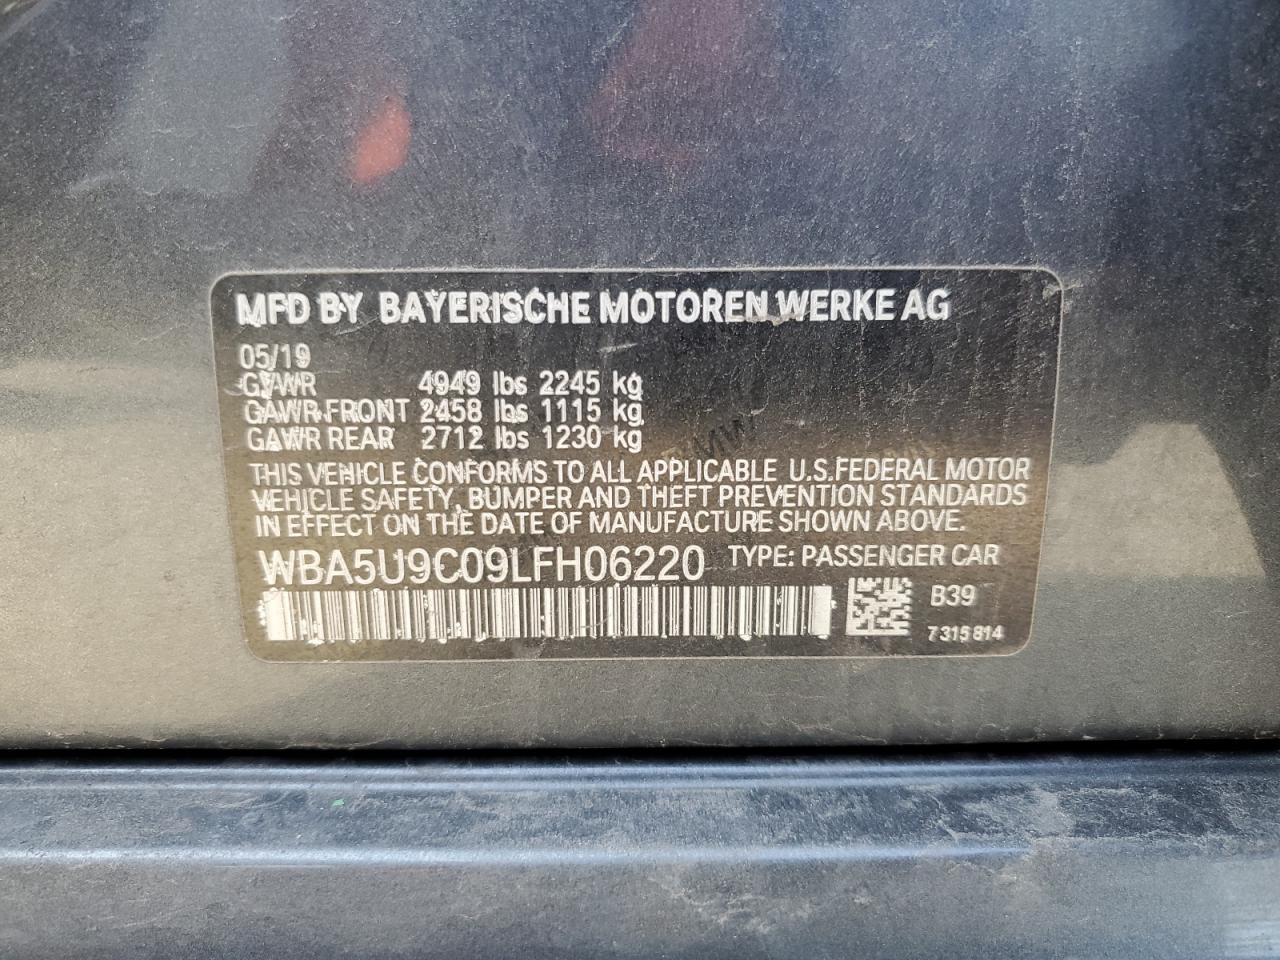 MFD BY BAYERISCHE MOTOREN WERKE AG
05/19
GVWR 4949 lbs 2245 kg
GAWR FRONT 2458 lbs 1115 kg
GAWR REAR 2712 lbs 1230 kg
THIS VEHICLE CONFORMS TO ALL APPLICABLE U.S.FEDERAL MOTOR
VEHICLE SAFETY, BUMPER AND THEFT PREVENTION STANDARDS
IN EFFECT ON THE DATE OF MANUFACTURE SHOWN ABOVE.
WBA5U9C09LFH06220 TYPE: PASSENGER CAR
B39
7 315 814